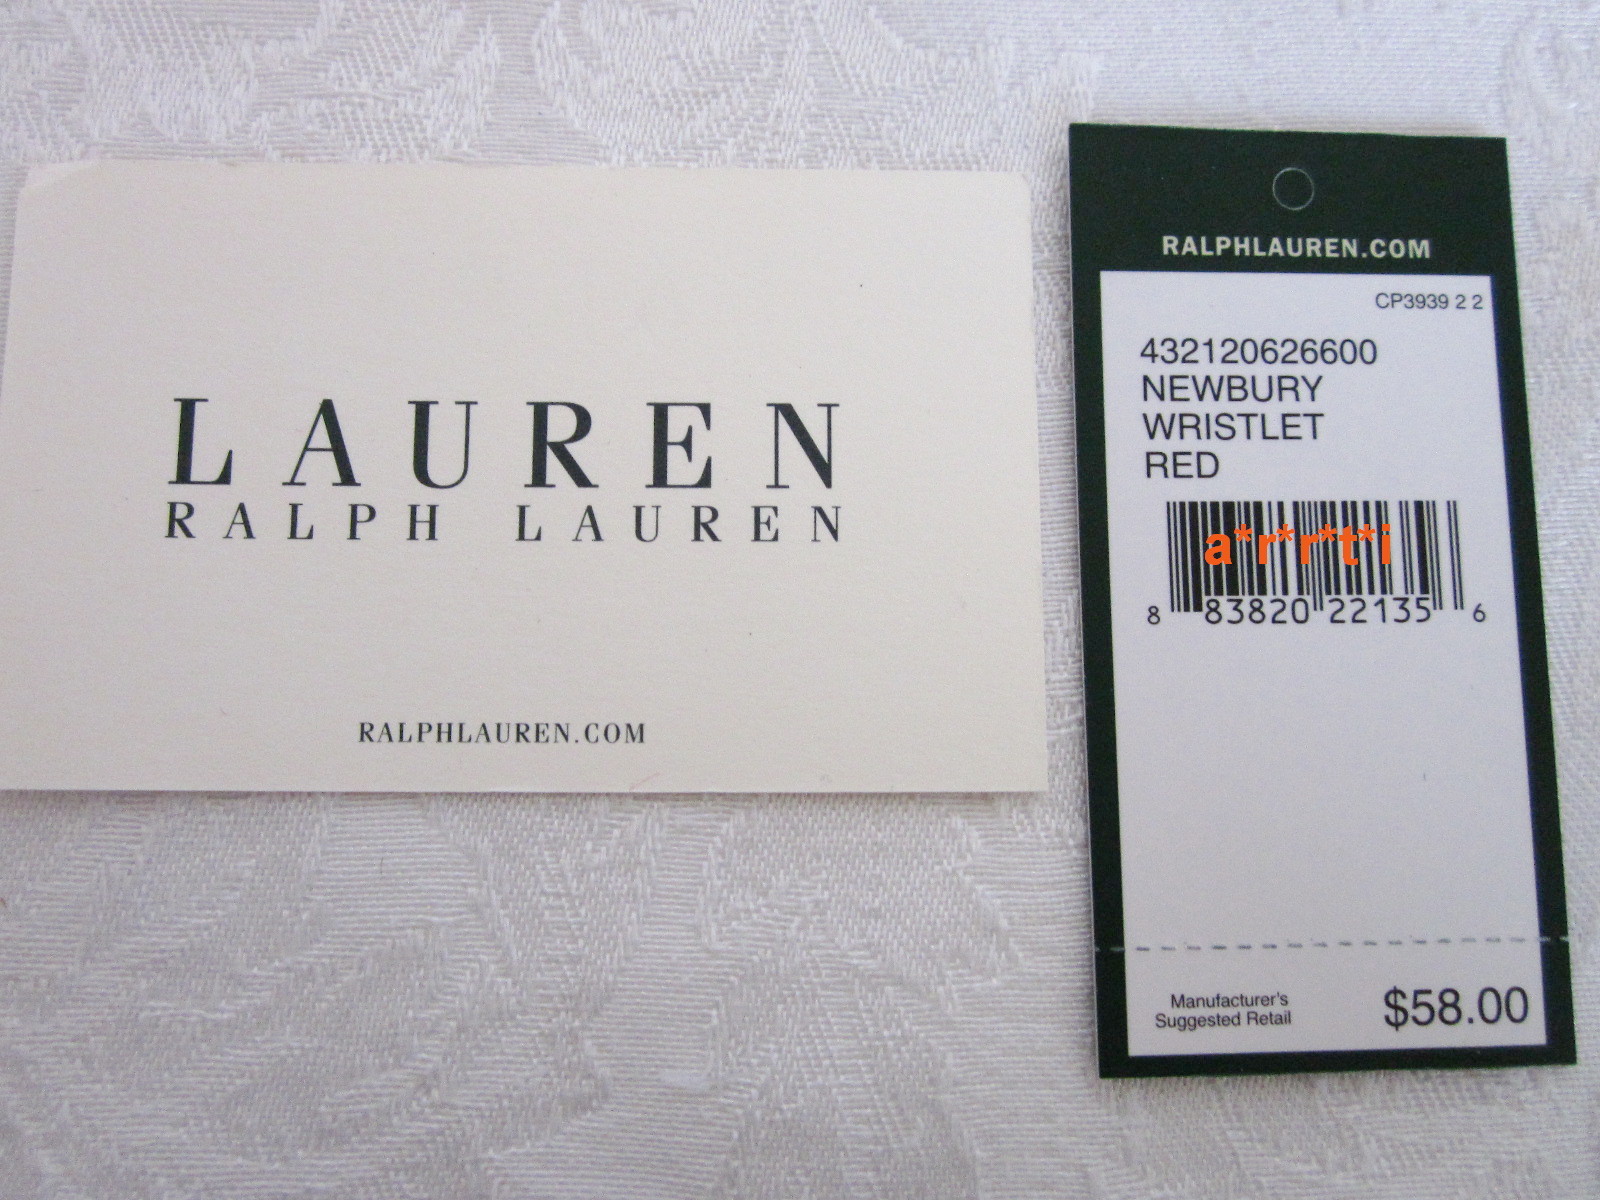 LAUREN
RALPH LAUREN
RALPHLAUREN.COM
RALPHLAUREN.COM
CP3939 2 2
432120626600
NEWBURY
WRISTLET
RED
a*r*r*t*i
8 83820 22135 6
Manufacturer's
Suggested Retail
$58.00